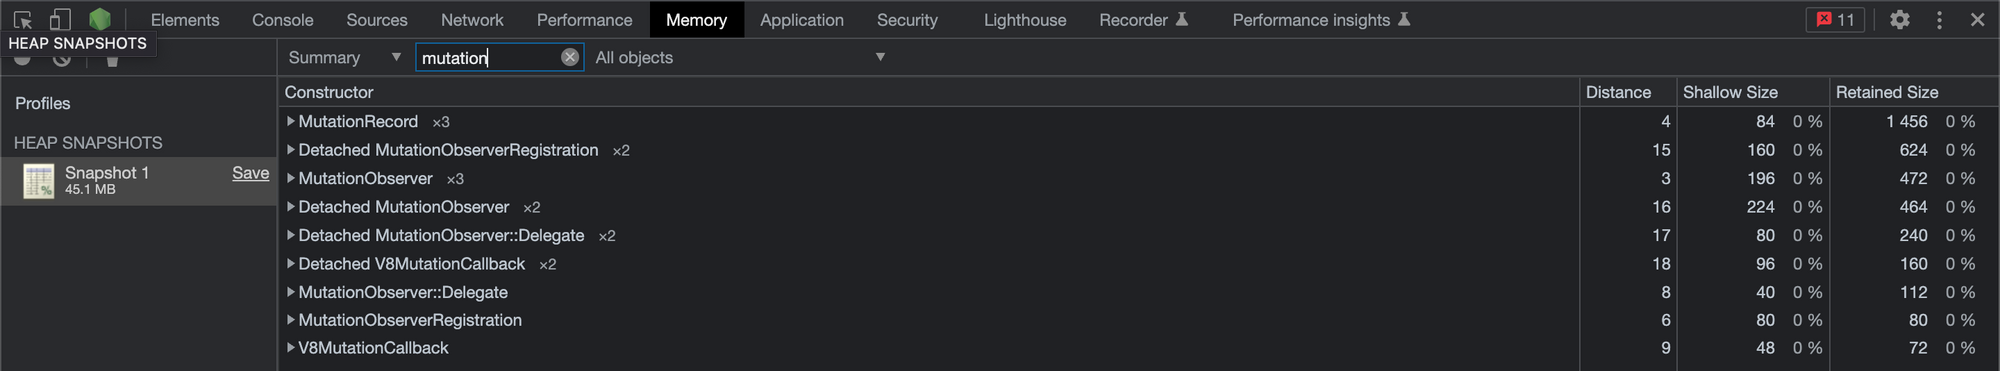 Elements Console Sources Network Performance Memory Application Security Lighthouse Recorder Performance insights 11
HEAP SNAPSHOTS
Summary mutation All objects
Profiles
HEAP SNAPSHOTS
Snapshot 1 Save
45.1 MB
Constructor Distance Shallow Size Retained Size
MutationRecord ×3 4 84 0 % 1 456 0 %
Detached MutationObserverRegistration ×2 15 160 0 % 624 0 %
MutationObserver ×3 3 196 0 % 472 0 %
Detached MutationObserver ×2 16 224 0 % 464 0 %
Detached MutationObserver::Delegate ×2 17 80 0 % 240 0 %
Detached V8MutationCallback ×2 18 96 0 % 160 0 %
MutationObserver::Delegate 8 40 0 % 112 0 %
MutationObserverRegistration 6 80 0 % 80 0 %
V8MutationCallback 9 48 0 % 72 0 %